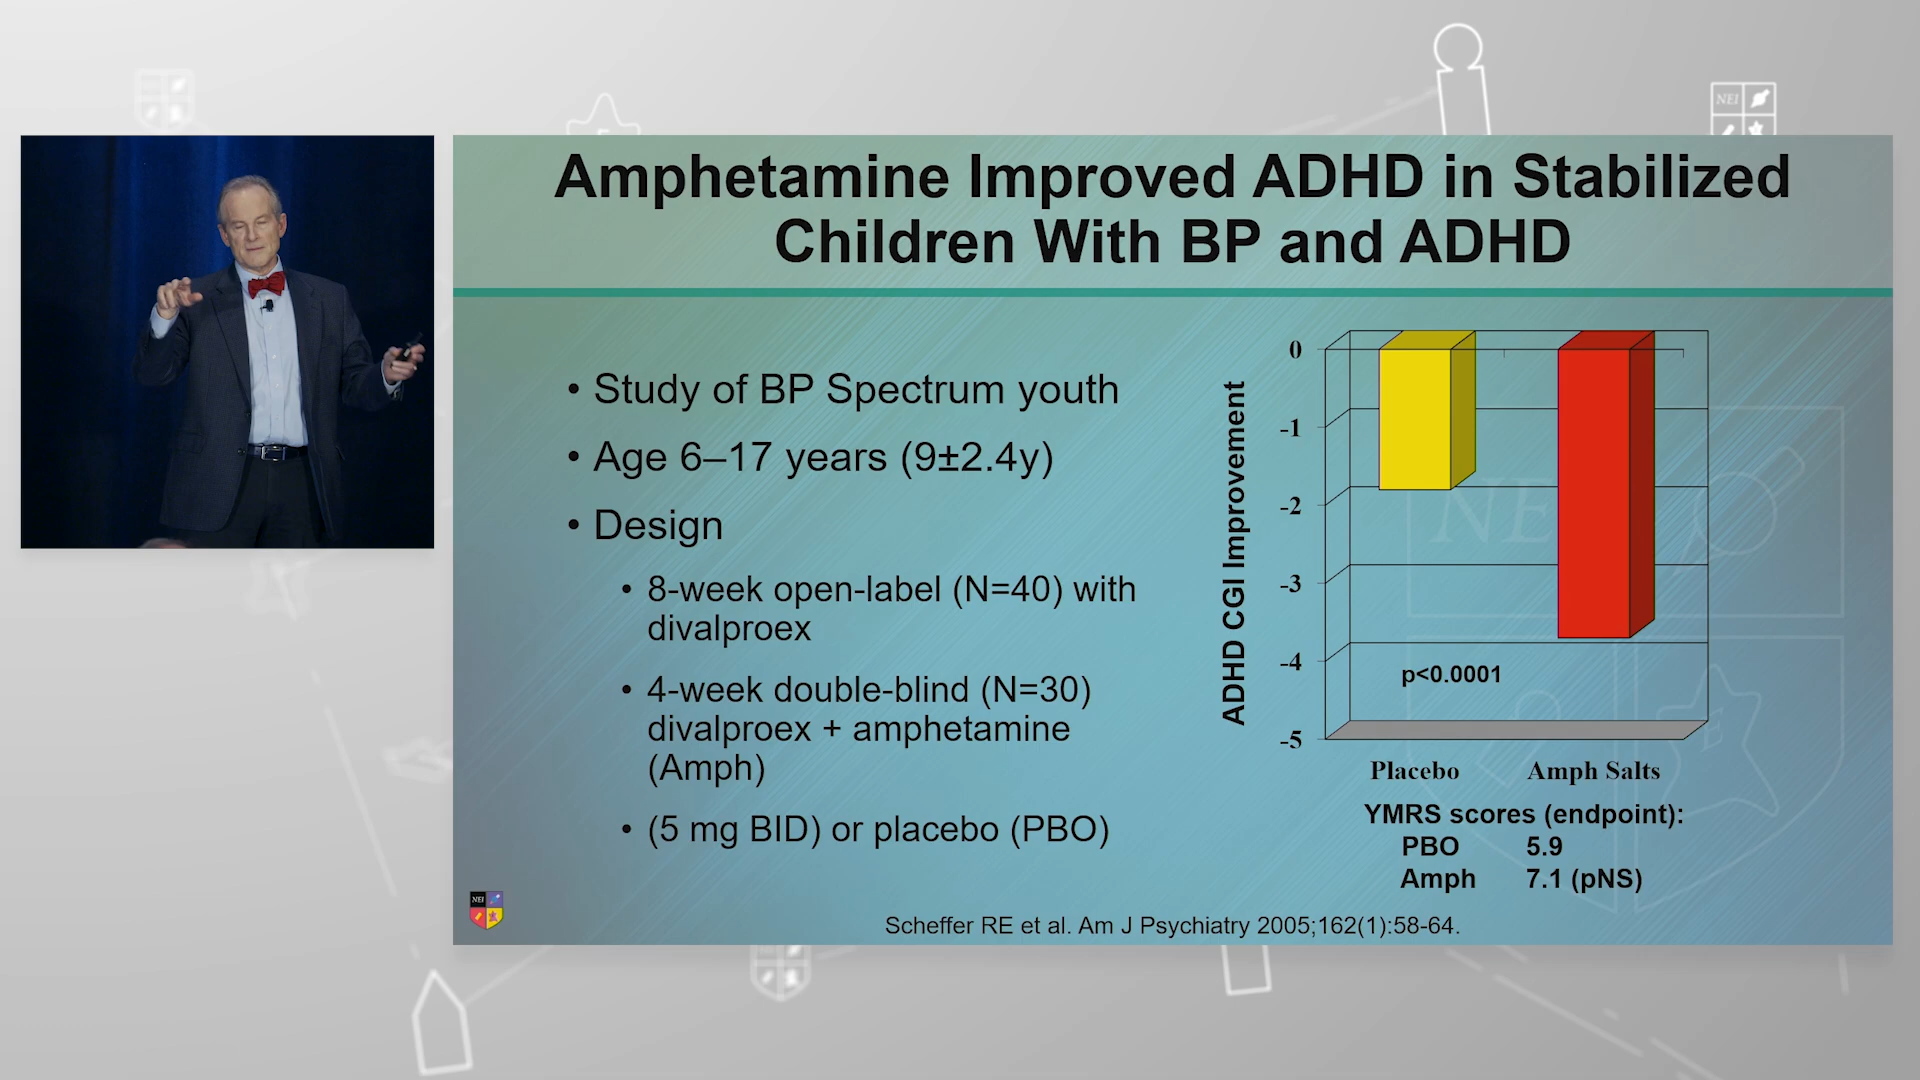 NEI
Amphetamine Improved ADHD in Stabilized
Children With BP and ADHD
• Study of BP Spectrum youth
• Age 6–17 years (9±2.4y)
• Design
• 8-week open-label (N=40) with
divalproex
• 4-week double-blind (N=30)
divalproex + amphetamine
(Amph)
• (5 mg BID) or placebo (PBO)
ADHD CGI Improvement
0
-1
-2
-3
-4
-5
p<0.0001
Placebo Amph Salts
YMRS scores (endpoint):
PBO 5.9
Amph 7.1 (pNS)
NEI
Scheffer RE et al. Am J Psychiatry 2005;162(1):58-64.